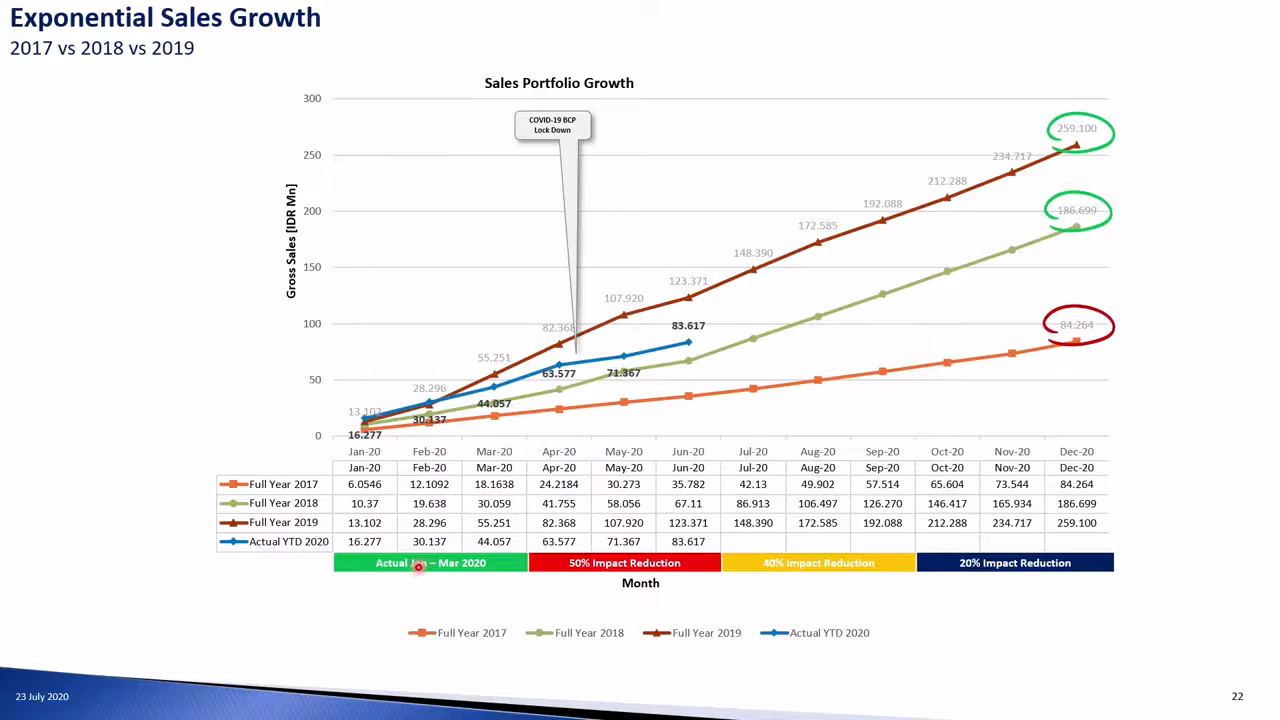 Exponential Sales Growth
2017 vs 2018 vs 2019
Sales Portfolio Growth
Gross Sales [IDR Mn]
300
250
200
150
100
50
0
COVID-19 BCP
Lock Down
259.100
234.717
212.288
192.088
172.585
148.390
123.371
107.920
82.368
55.251
28.296
13.102
186.699
84.264
83.617
71.367
63.577
44.057
30.137
16.277
Jan-20 Feb-20 Mar-20 Apr-20 May-20 Jun-20 Jul-20 Aug-20 Sep-20 Oct-20 Nov-20 Dec-20
Jan-20 Feb-20 Mar-20 Apr-20 May-20 Jun-20 Jul-20 Aug-20 Sep-20 Oct-20 Nov-20 Dec-20
Full Year 2017 6.0546 12.1092 18.1638 24.2184 30.273 35.782 42.13 49.902 57.514 65.604 73.544 84.264
Full Year 2018 10.37 19.638 30.059 41.755 58.056 67.11 86.913 106.497 126.270 146.417 165.934 186.699
Full Year 2019 13.102 28.296 55.251 82.368 107.920 123.371 148.390 172.585 192.088 212.288 234.717 259.100
Actual YTD 2020 16.277 30.137 44.057 63.577 71.367 83.617
Actual Jan – Mar 2020 50% Impact Reduction 40% Impact Reduction 20% Impact Reduction
Month
Full Year 2017 Full Year 2018 Full Year 2019 Actual YTD 2020
23 July 2020
22